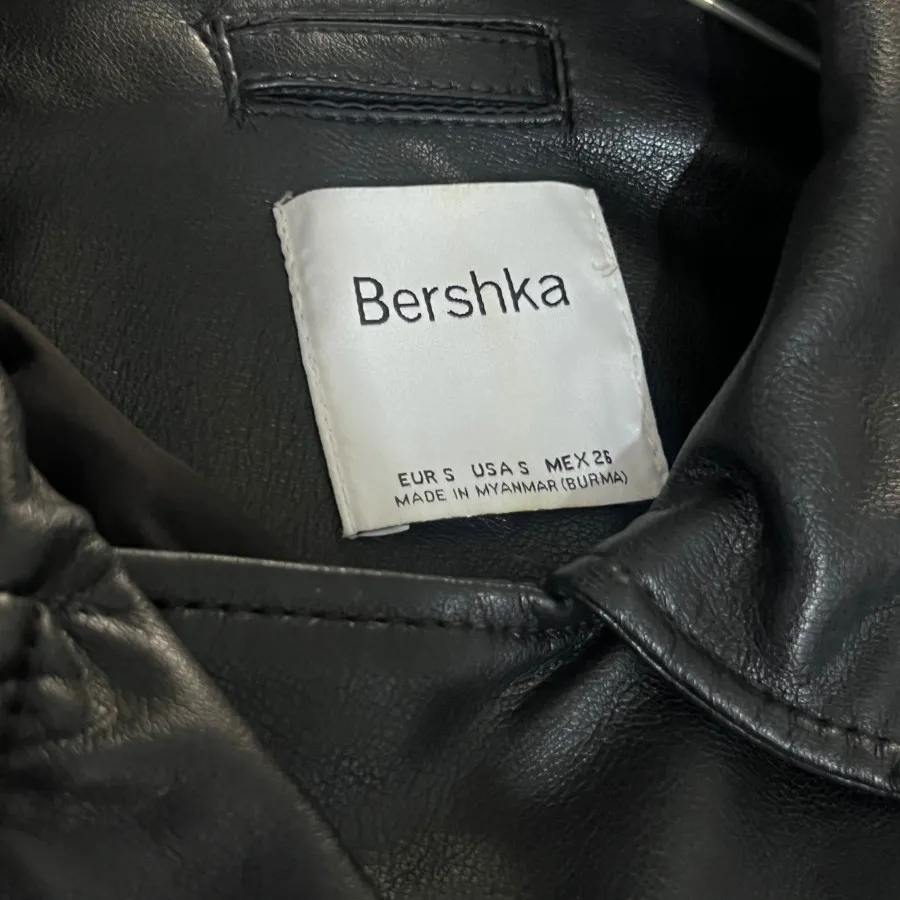 Bershka
EUR S USA S MEX 26
MADE IN MYANMAR (BURMA)